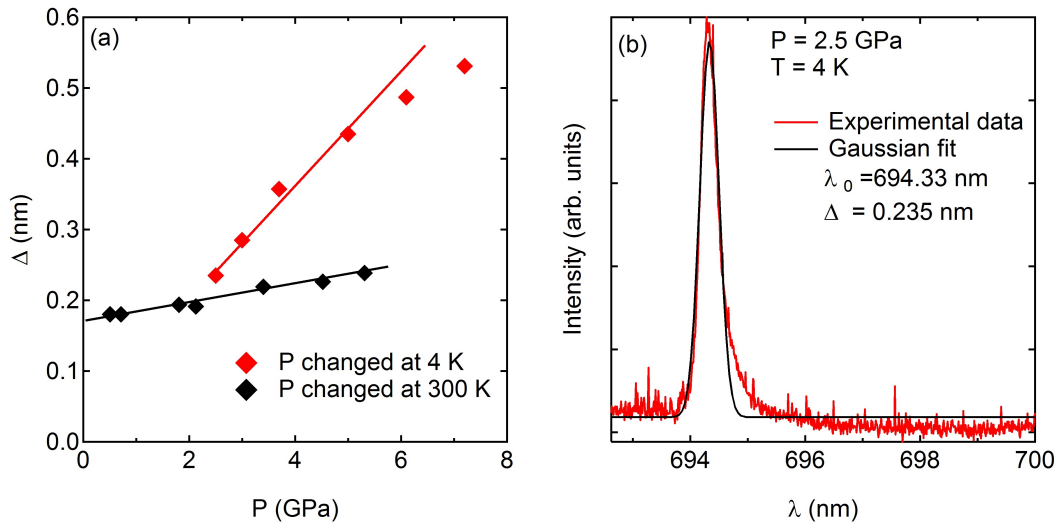 (a)
0.6
0.5
0.4
0.3
0.2
0.1
0.0
Δ (nm)
P changed at 4 K
P changed at 300 K
0 2 4 6 8
P (GPa)
(b)
P = 2.5 GPa
T = 4 K
Experimental data
Gaussian fit
λ 0 =694.33 nm
Δ = 0.235 nm
Intensity (arb. units)
694 696 698 700
λ (nm)